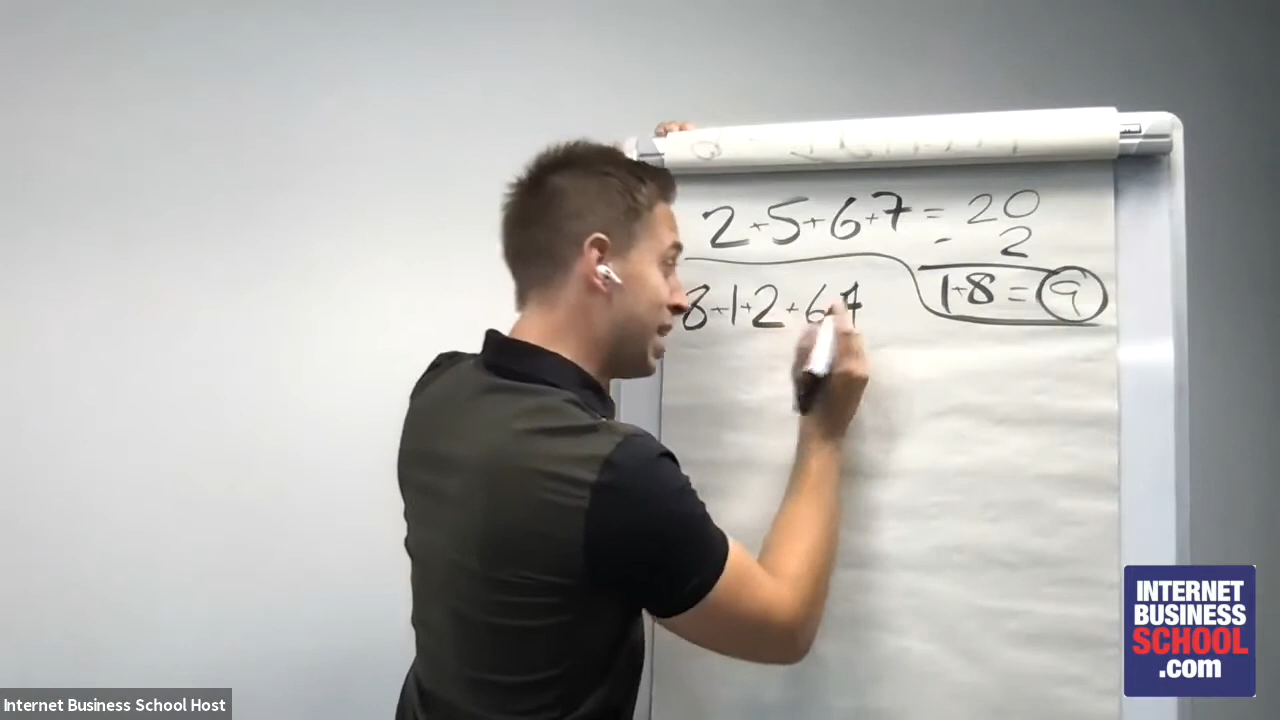 2+5+6+7 = 20
- 2
1+8 = 9
8+1+2+6+4
INTERNET
BUSINESS
SCHOOL
.com
Internet Business School Host